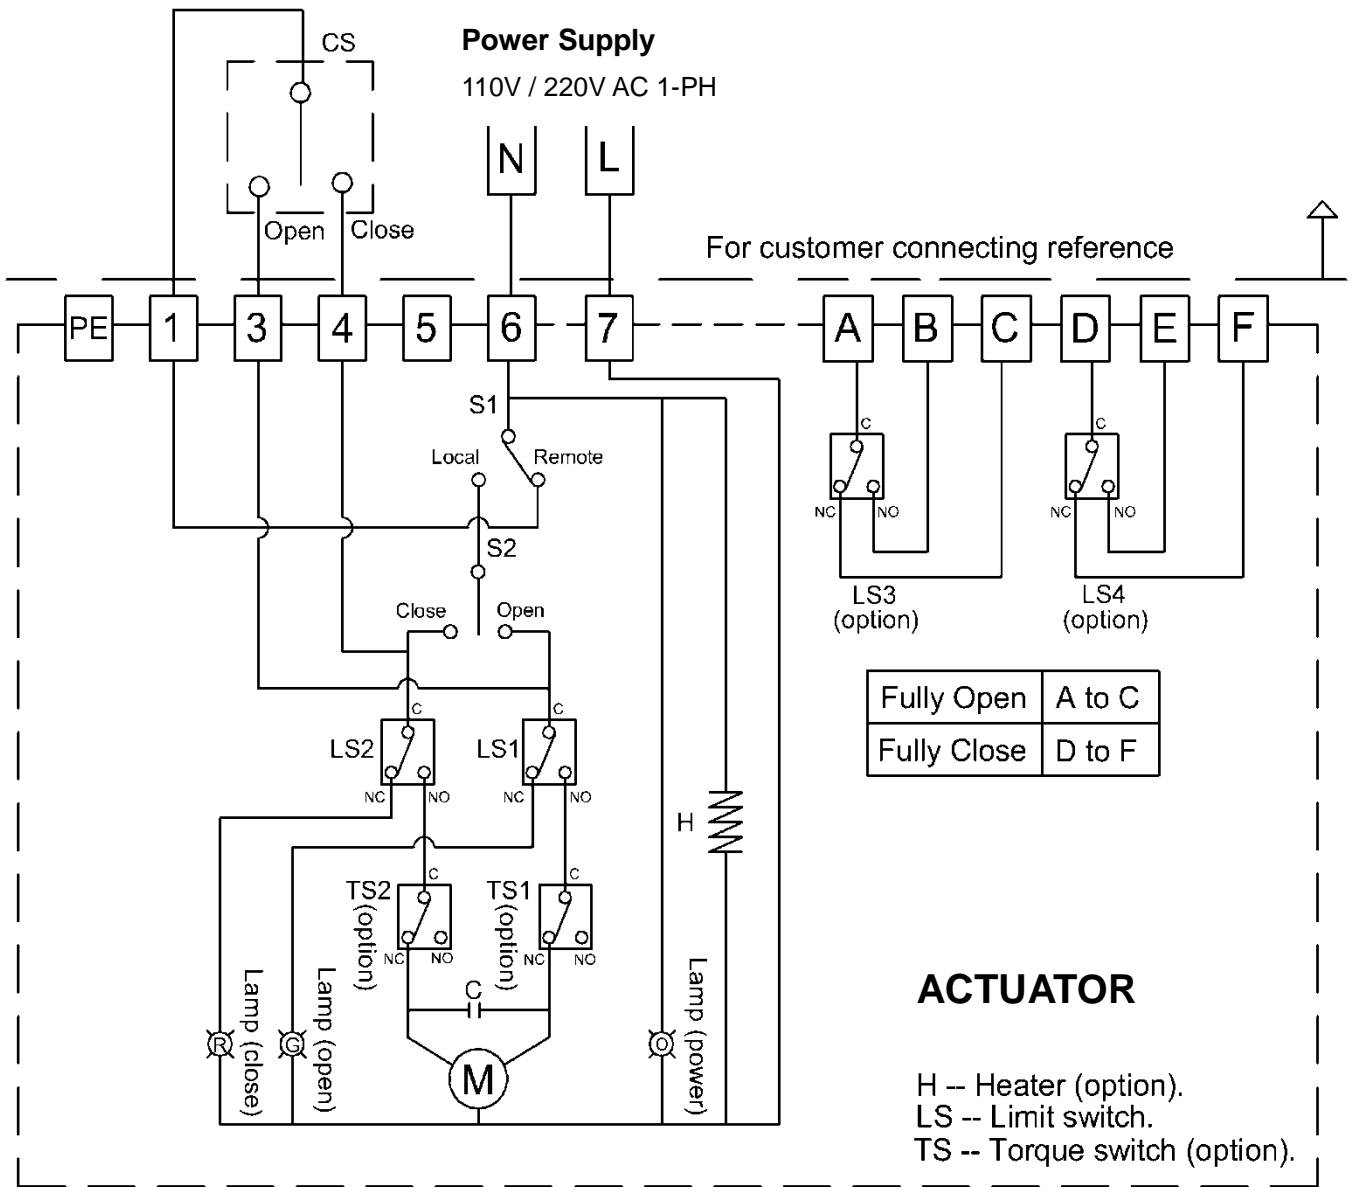 CS
Power Supply
110V / 220V AC 1-PH
N
L
Open
Close
For customer connecting reference
PE
1
3
4
5
6
7
A
B
C
D
E
F
S1
Local
Remote
C
NC
NO
LS3
(option)
C
NC
NO
LS4
(option)
S2
Close
Open
Fully Open A to C
Fully Close D to F
C
LS2
NC
NO
C
LS1
NC
NO
H
C
TS2
(option)
NC
NO
C
TS1
(option)
NC
NO
C
M
R
Lamp (close)
G
Lamp (open)
O
Lamp (power)
ACTUATOR
H -- Heater (option).
LS -- Limit switch.
TS -- Torque switch (option).